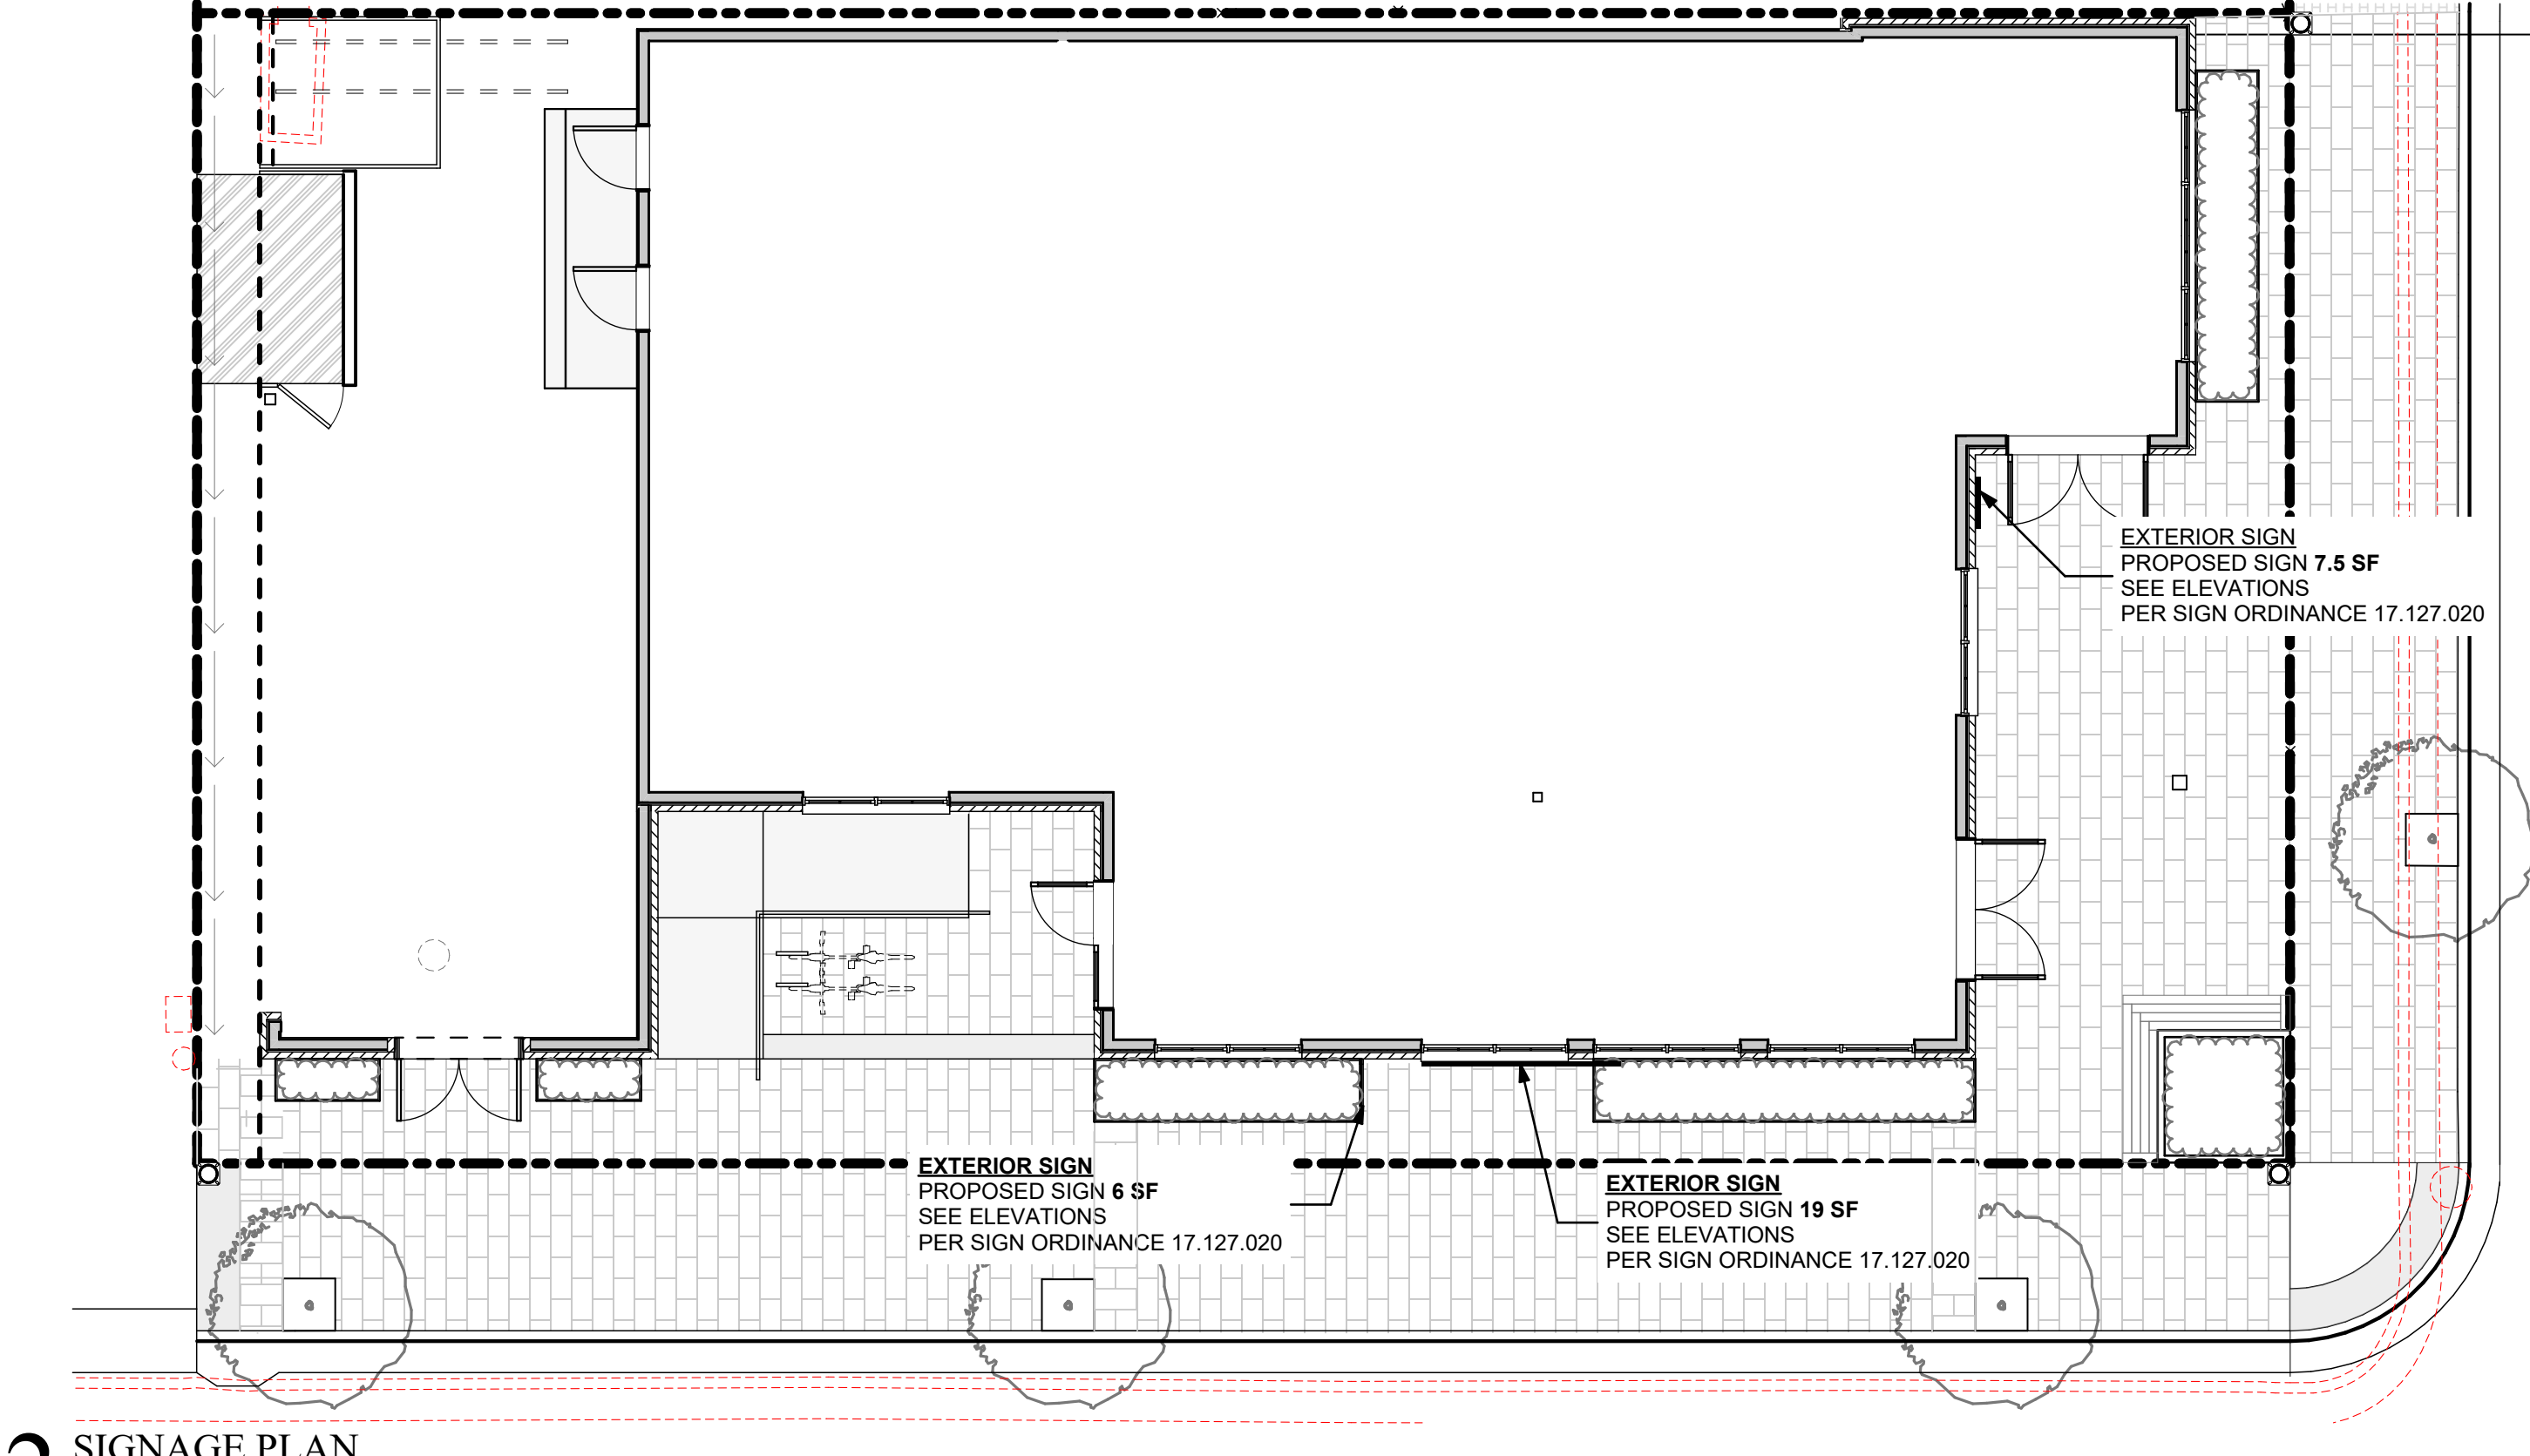 EXTERIOR SIGN
PROPOSED SIGN 7.5 SF
SEE ELEVATIONS
PER SIGN ORDINANCE 17.127.020
EXTERIOR SIGN
PROPOSED SIGN 6 SF
SEE ELEVATIONS
PER SIGN ORDINANCE 17.127.020
EXTERIOR SIGN
PROPOSED SIGN 19 SF
SEE ELEVATIONS
PER SIGN ORDINANCE 17.127.020
SIGNAGE PLAN